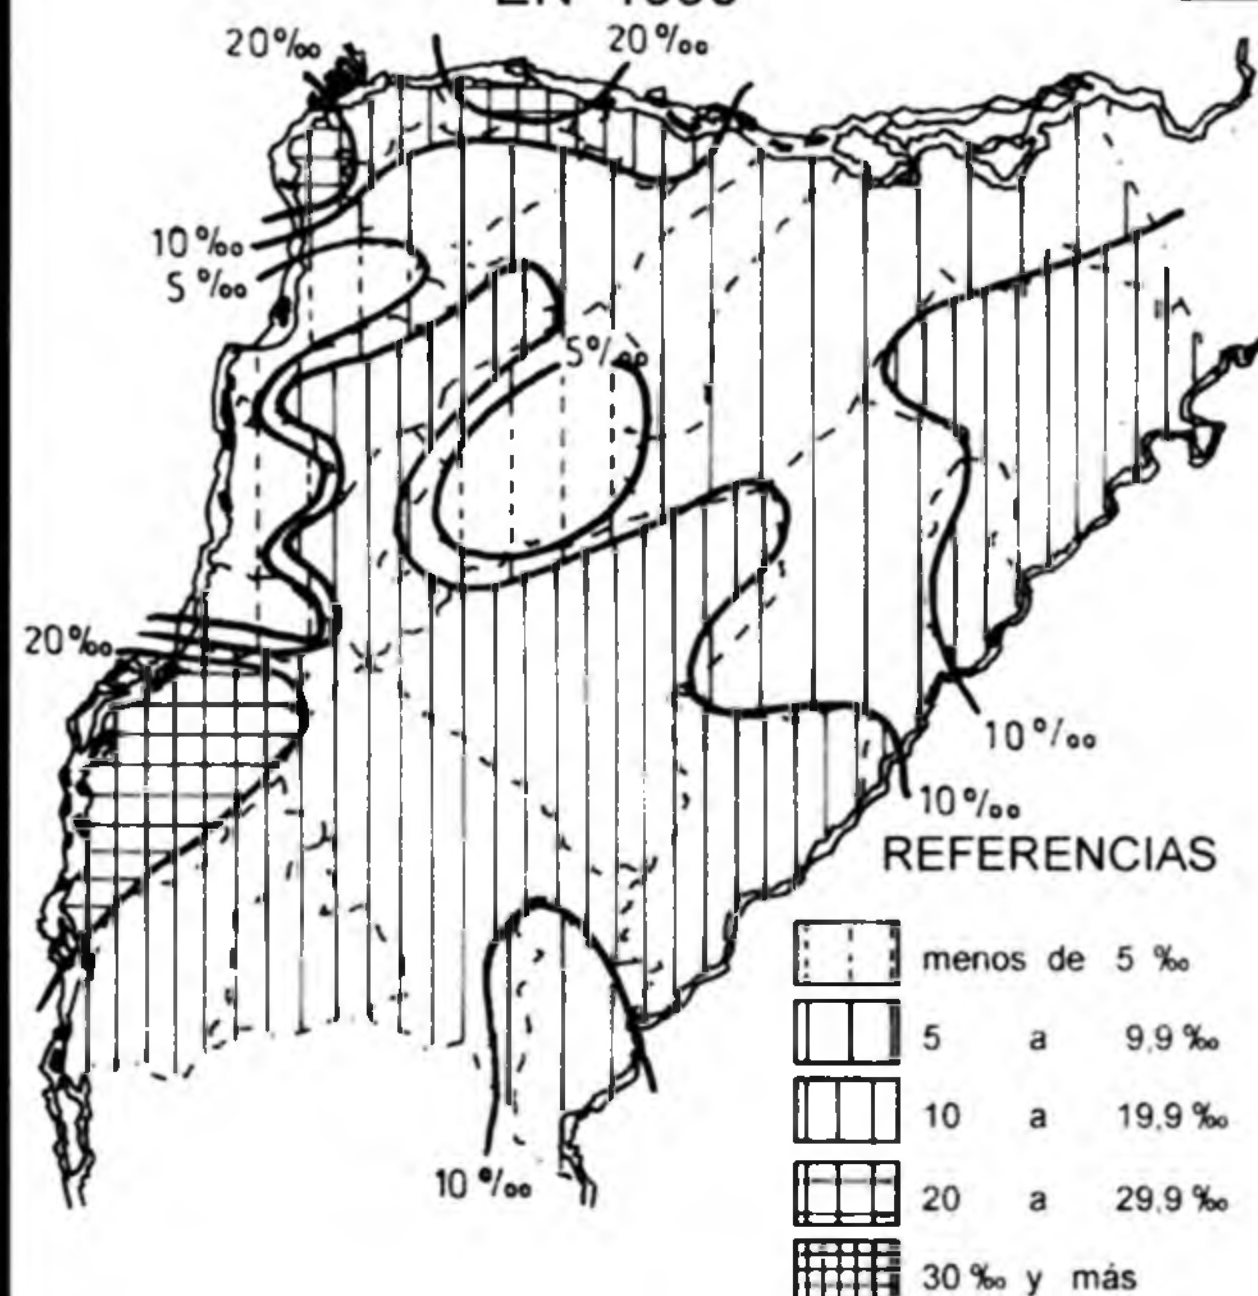 EN
20‰ 20‰
10‰
5‰
5‰
20‰
10‰
10‰
10‰
REFERENCIAS
menos de 5 ‰
5 a 9,9 ‰
10 a 19,9 ‰
20 a 29,9 ‰
30 ‰ y más